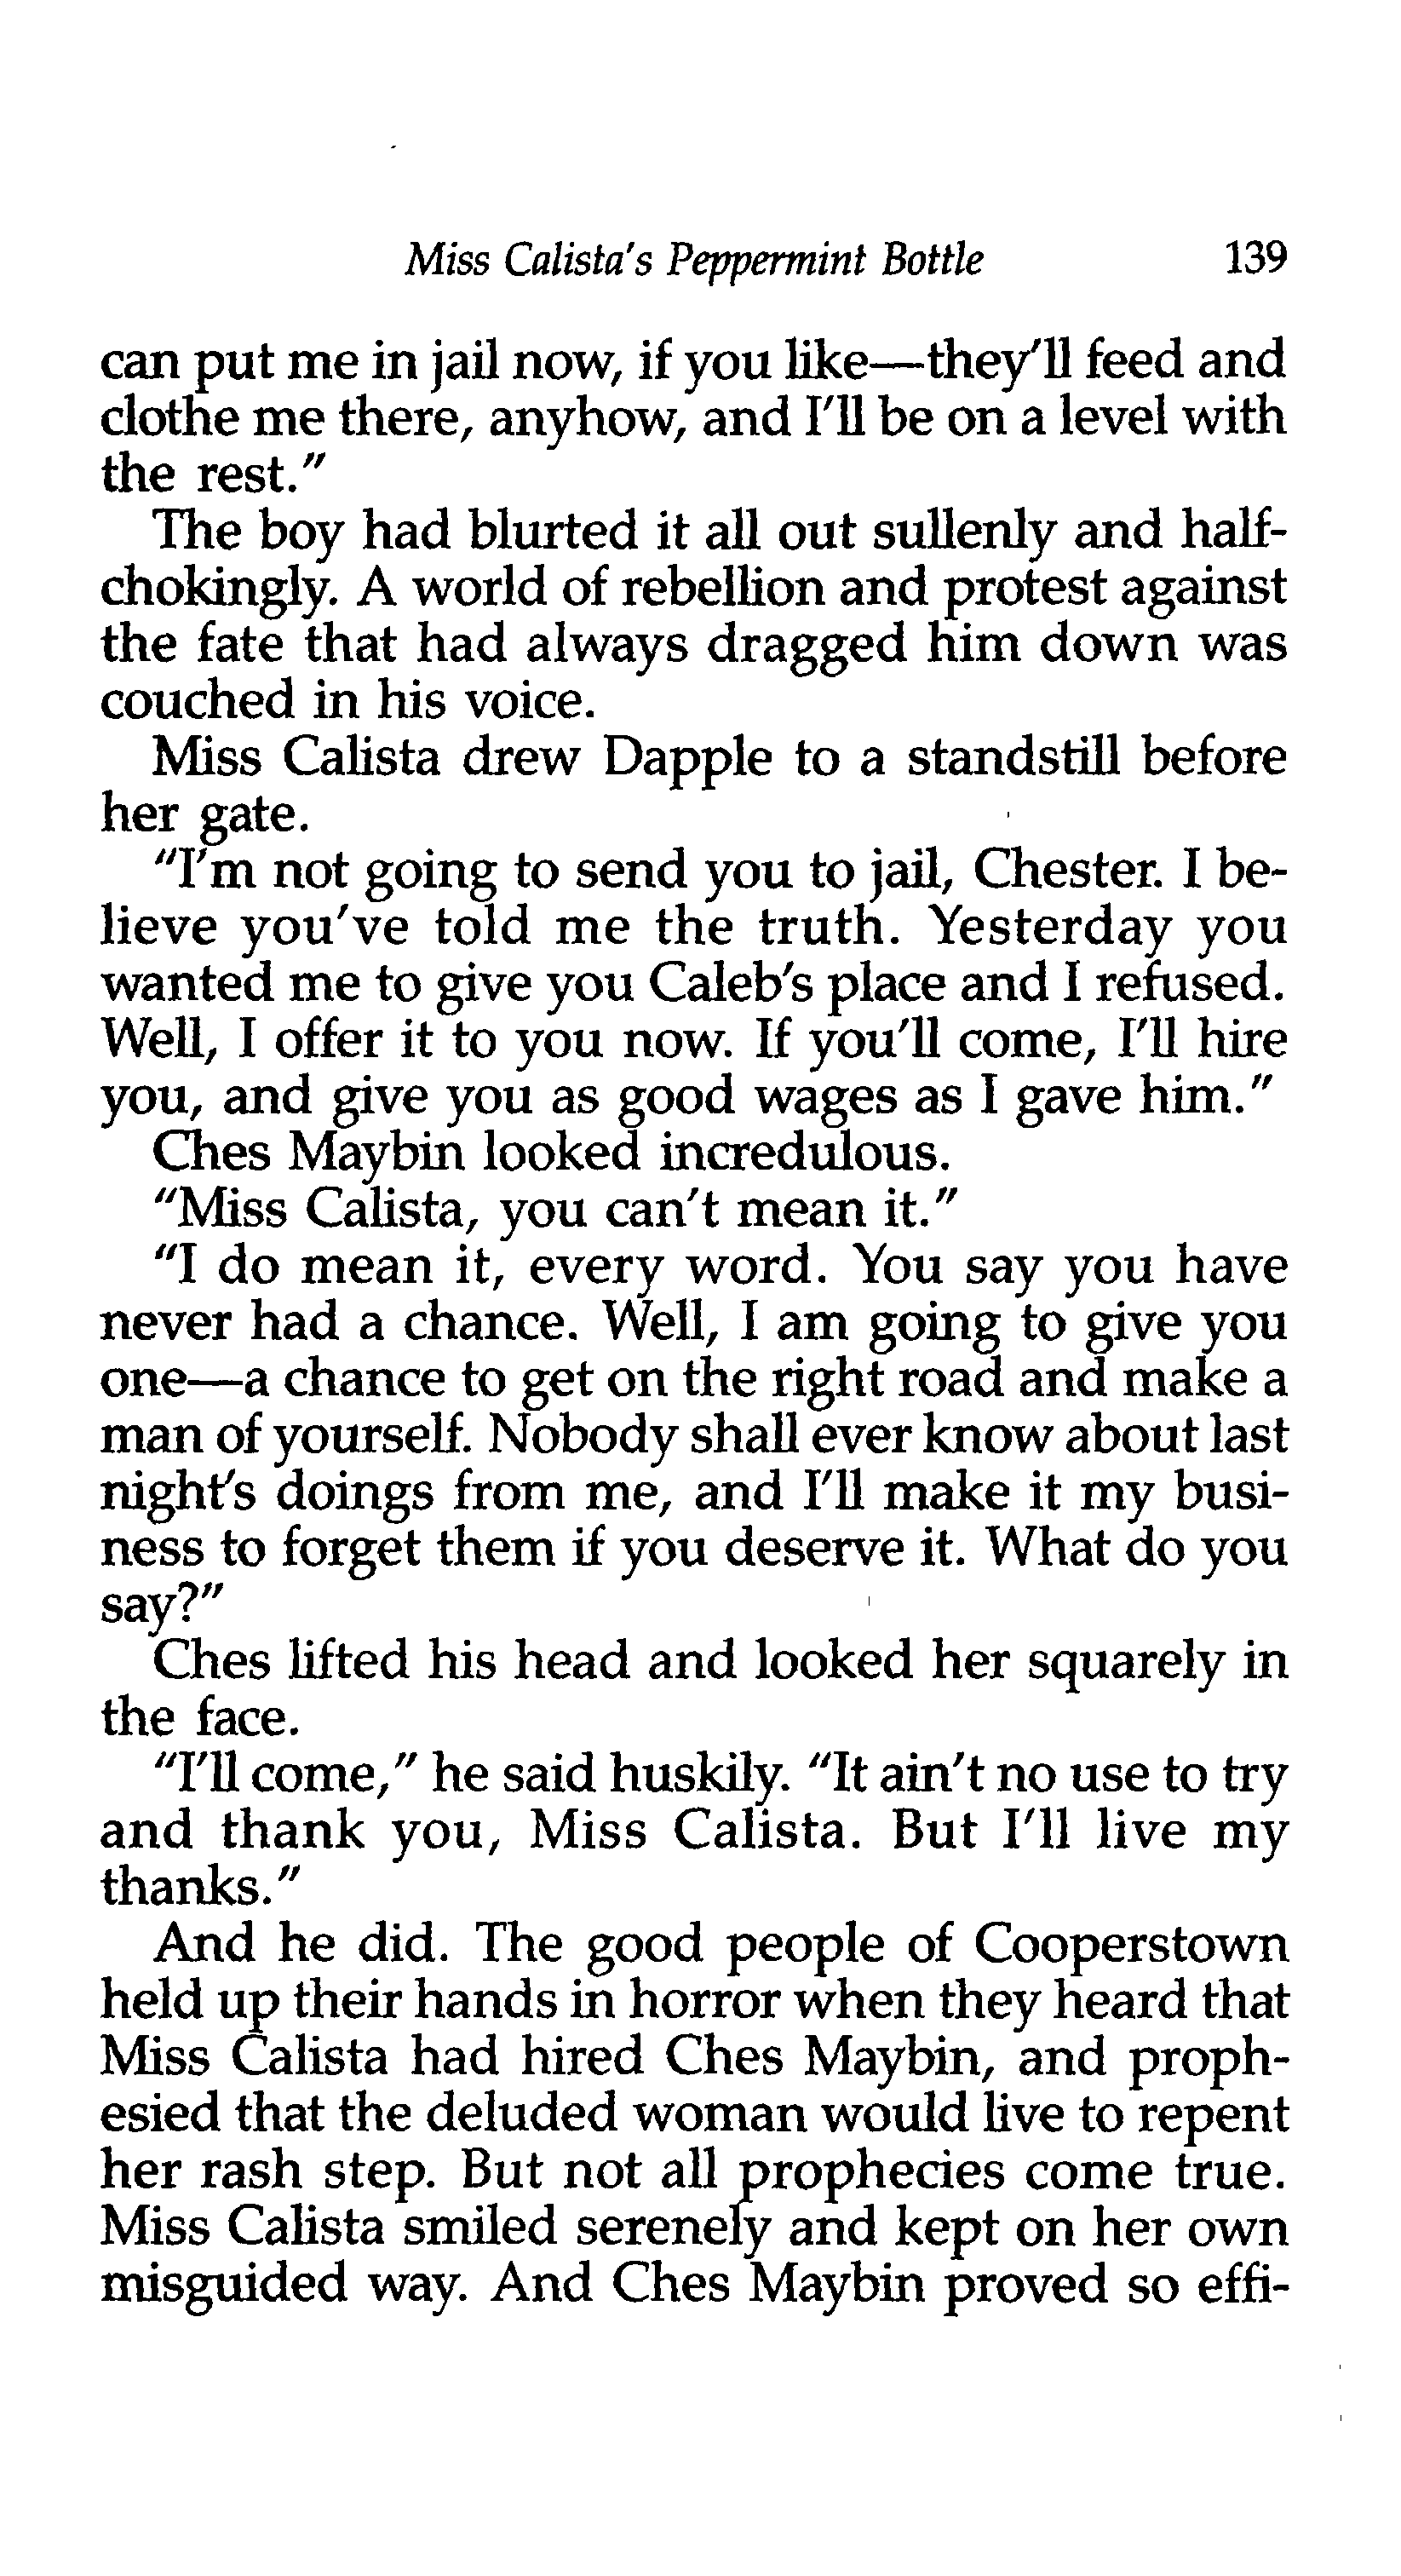 Miss Calista's Peppermint Bottle 139
can put me in jail now, if you like—they'll feed and
clothe me there, anyhow, and I'll be on a level with
the rest."
The boy had blurted it all out sullenly and half-
chokingly. A world of rebellion and protest against
the fate that had always dragged him down was
couched in his voice.
Miss Calista drew Dapple to a standstill before
her gate.
"I'm not going to send you to jail, Chester. I be-
lieve you've told me the truth. Yesterday you
wanted me to give you Caleb's place and I refused.
Well, I offer it to you now. If you'll come, I'll hire
you, and give you as good wages as I gave him."
Ches Maybin looked incredulous.
"Miss Calista, you can't mean it."
"I do mean it, every word. You say you have
never had a chance. Well, I am going to give you
one—a chance to get on the right road and make a
man of yourself. Nobody shall ever know about last
night's doings from me, and I'll make it my busi-
ness to forget them if you deserve it. What do you
say?"
Ches lifted his head and looked her squarely in
the face.
"I'll come," he said huskily. "It ain't no use to try
and thank you, Miss Calista. But I'll live my
thanks."
And he did. The good people of Cooperstown
held up their hands in horror when they heard that
Miss Calista had hired Ches Maybin, and proph-
esied that the deluded woman would live to repent
her rash step. But not all prophecies come true.
Miss Calista smiled serenely and kept on her own
misguided way. And Ches Maybin proved so effi-